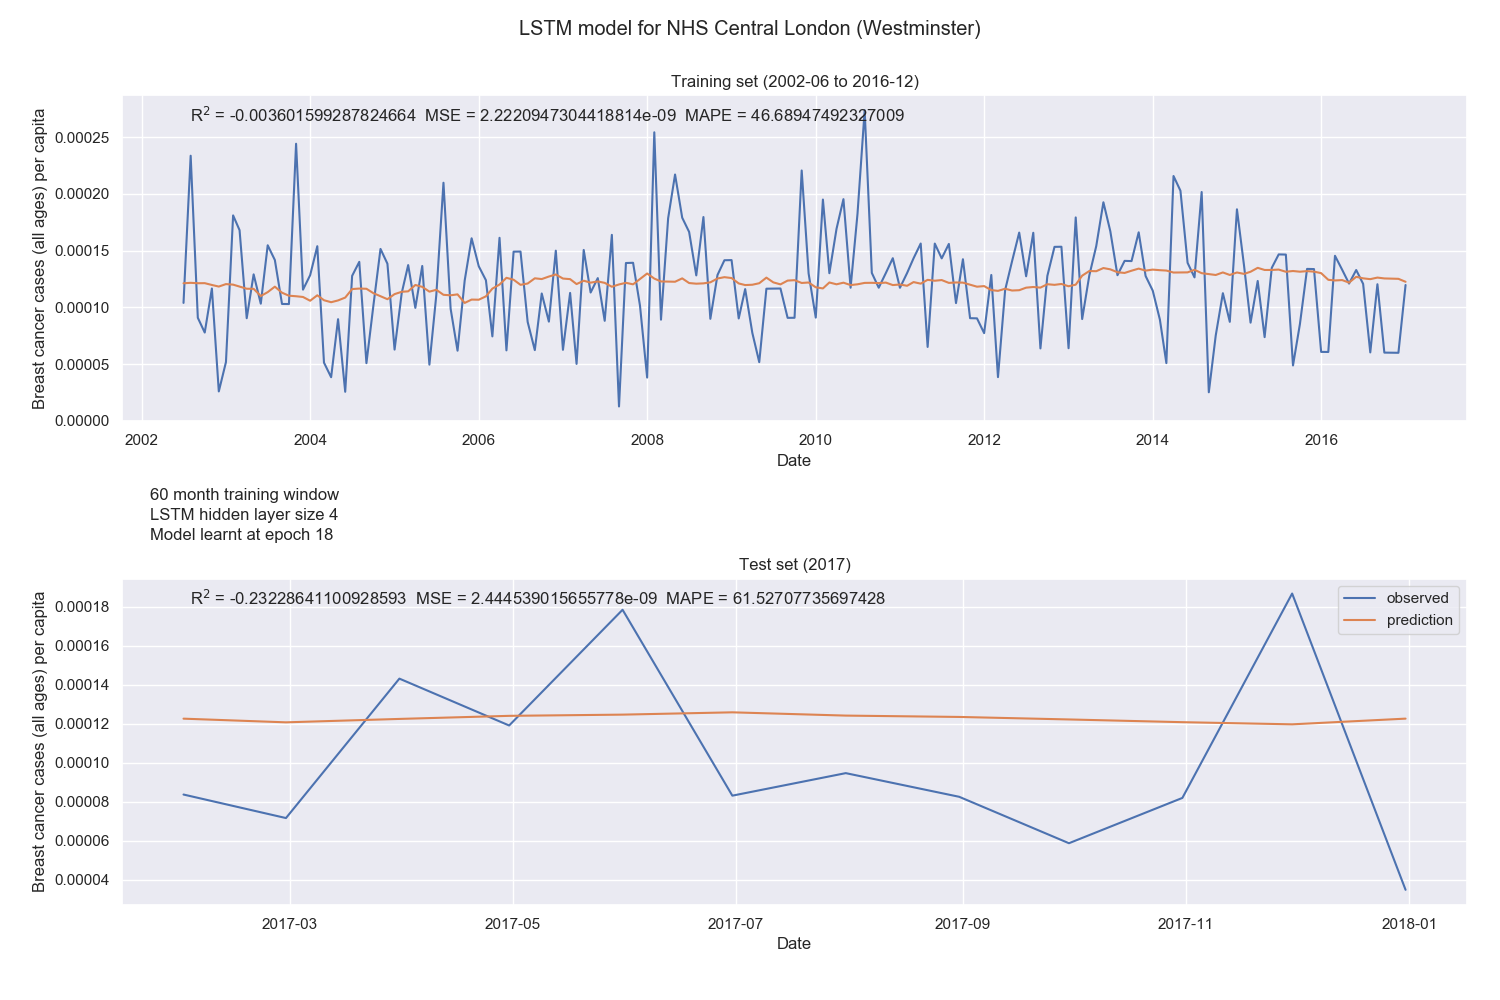 LSTM model for NHS Central London (Westminster)
Training set (2002-06 to 2016-12)
R² = -0.003601599287824664  MSE = 2.2220947304418814e-09  MAPE = 46.68947492327009
Breast cancer cases (all ages) per capita
0.00025
0.00020
0.00015
0.00010
0.00005
0.00000
2002 2004 2006 2008 2010 2012 2014 2016
Date
60 month training window
LSTM hidden layer size 4
Model learnt at epoch 18
Test set (2017)
R² = -0.23228641100928593  MSE = 2.444539015655778e-09  MAPE = 61.52707735697428
observed
prediction
Breast cancer cases (all ages) per capita
0.00018
0.00016
0.00014
0.00012
0.00010
0.00008
0.00006
0.00004
2017-03 2017-05 2017-07 2017-09 2017-11 2018-01
Date